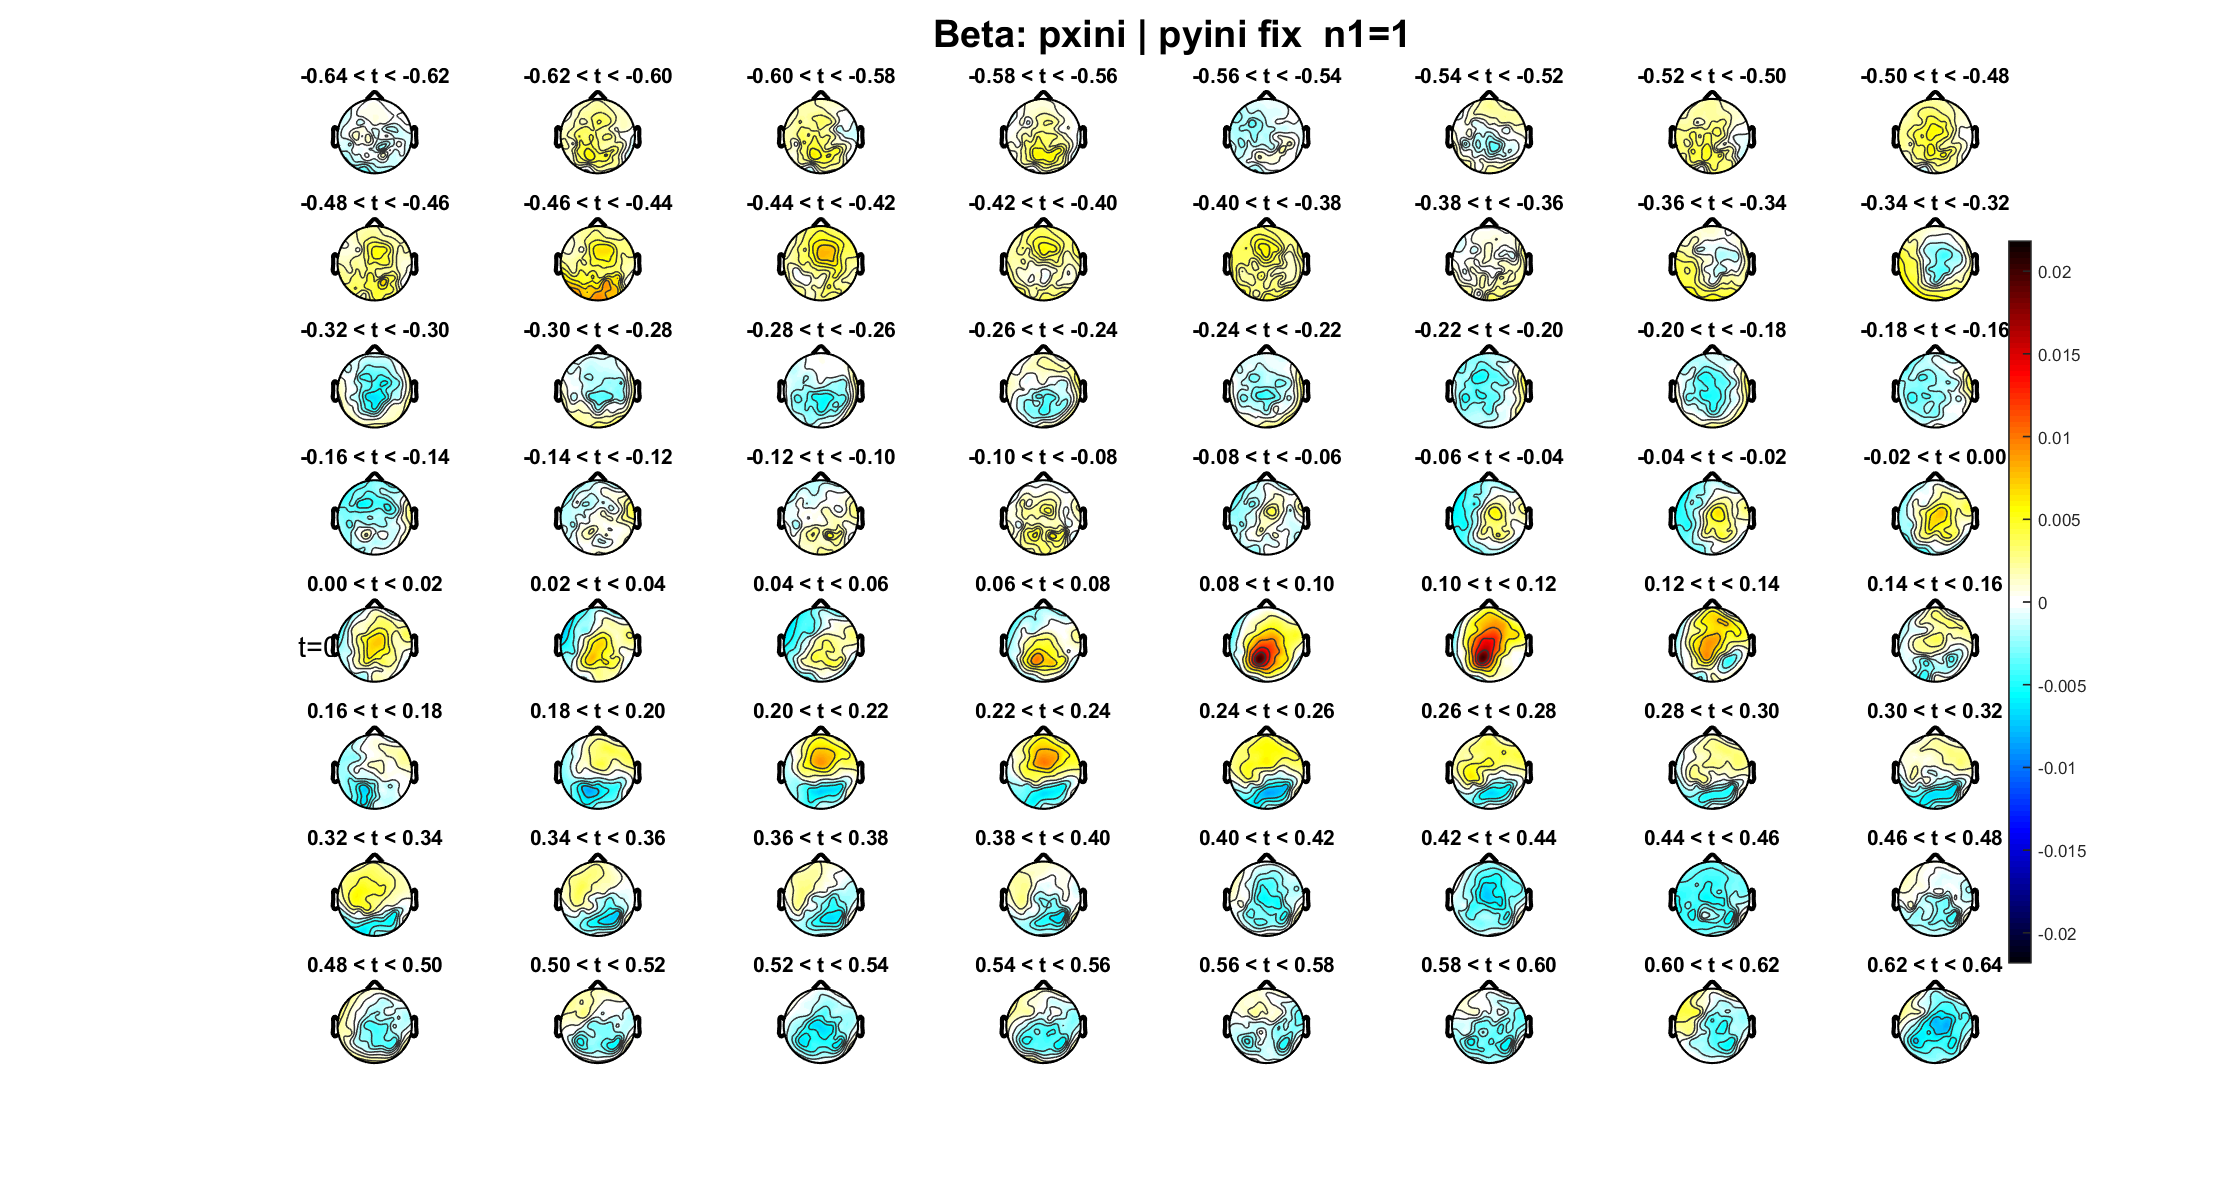 Beta: pxini | pyini fix  n1=1
-0.64 < t < -0.62
-0.62 < t < -0.60
-0.60 < t < -0.58
-0.58 < t < -0.56
-0.56 < t < -0.54
-0.54 < t < -0.52
-0.52 < t < -0.50
-0.50 < t < -0.48
-0.48 < t < -0.46
-0.46 < t < -0.44
-0.44 < t < -0.42
-0.42 < t < -0.40
-0.40 < t < -0.38
-0.38 < t < -0.36
-0.36 < t < -0.34
-0.34 < t < -0.32
-0.32 < t < -0.30
-0.30 < t < -0.28
-0.28 < t < -0.26
-0.26 < t < -0.24
-0.24 < t < -0.22
-0.22 < t < -0.20
-0.20 < t < -0.18
-0.18 < t < -0.16
-0.16 < t < -0.14
-0.14 < t < -0.12
-0.12 < t < -0.10
-0.10 < t < -0.08
-0.08 < t < -0.06
-0.06 < t < -0.04
-0.04 < t < -0.02
-0.02 < t < 0.00
0.00 < t < 0.02
0.02 < t < 0.04
0.04 < t < 0.06
0.06 < t < 0.08
0.08 < t < 0.10
0.10 < t < 0.12
0.12 < t < 0.14
0.14 < t < 0.16
t=0
0.16 < t < 0.18
0.18 < t < 0.20
0.20 < t < 0.22
0.22 < t < 0.24
0.24 < t < 0.26
0.26 < t < 0.28
0.28 < t < 0.30
0.30 < t < 0.32
0.32 < t < 0.34
0.34 < t < 0.36
0.36 < t < 0.38
0.38 < t < 0.40
0.40 < t < 0.42
0.42 < t < 0.44
0.44 < t < 0.46
0.46 < t < 0.48
0.48 < t < 0.50
0.50 < t < 0.52
0.52 < t < 0.54
0.54 < t < 0.56
0.56 < t < 0.58
0.58 < t < 0.60
0.60 < t < 0.62
0.62 < t < 0.64
0.02
0.015
0.01
0.005
0
-0.005
-0.01
-0.015
-0.02